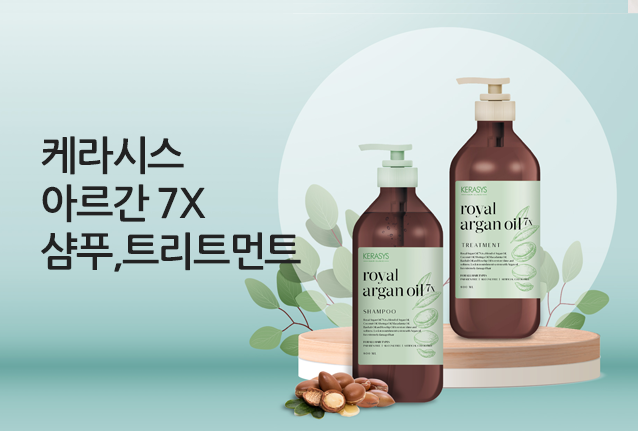 케라시스
아르간 7X
샴푸,트리트먼트
KERASYS
royal
argan oil 7X
TREATMENT
KERASYS
royal
argan oil 7X
SHAMPOO